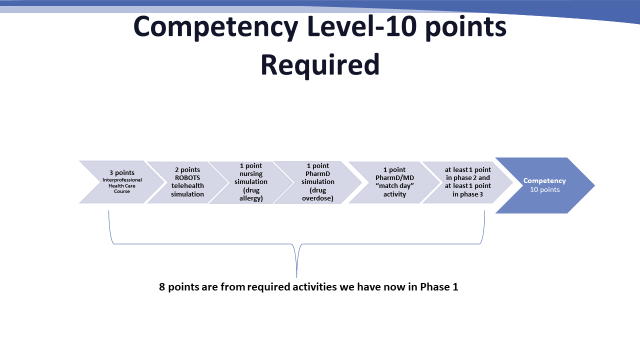 Competency Level-10 points
Required
3 points
Interprofessional
Health Care
Course
2 points
ROBOTS
telehealth
simulation
1 point
nursing
simulation
(drug
allergy)
1 point
PharmD
simulation
(drug
overdose)
1 point
PharmD/MD
“match day”
activity
at least 1 point
in phase 2 and
at least 1 point
in phase 3
Competency
10 points
8 points are from required activities we have now in Phase 1